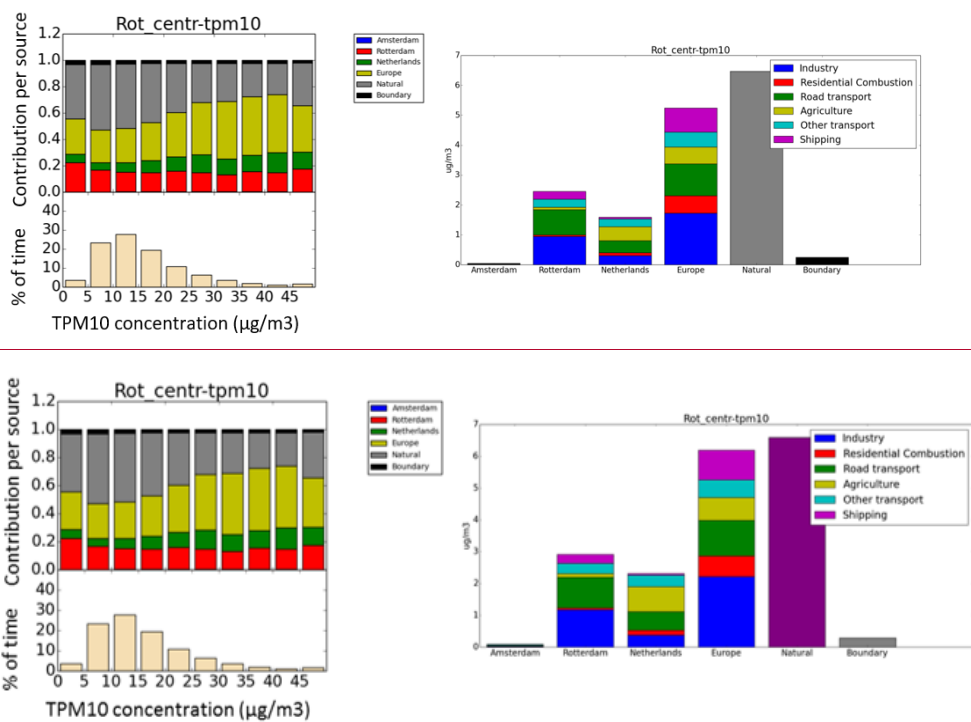 Rot_centr-tpm10
Contribution per source
1.2
1.0
0.8
0.6
0.4
0.2
0.0
Amsterdam
Rotterdam
Netherlands
Europe
Natural
Boundary
% of time
40
30
20
10
0
0 5 10 15 20 25 30 35 40 45
TPM10 concentration (µg/m3)
Rot_centr-tpm10
ug/m3
7
6
5
4
3
2
1
0
Industry
Residential Combustion
Road transport
Agriculture
Other transport
Shipping
Amsterdam Rotterdam Netherlands Europe Natural Boundary
Rot_centr-tpm10
Contribution per source
1.2
1.0
0.8
0.6
0.4
0.2
0.0
Amsterdam
Rotterdam
Netherlands
Europe
Natural
Boundary
% of time
40
30
20
10
0
0 5 10 15 20 25 30 35 40 45
TPM10 concentration (µg/m3)
Rot_centr-tpm10
ug/m3
7
6
5
4
3
2
1
0
Industry
Residential Combustion
Road transport
Agriculture
Other transport
Shipping
Amsterdam Rotterdam Netherlands Europe Natural Boundary